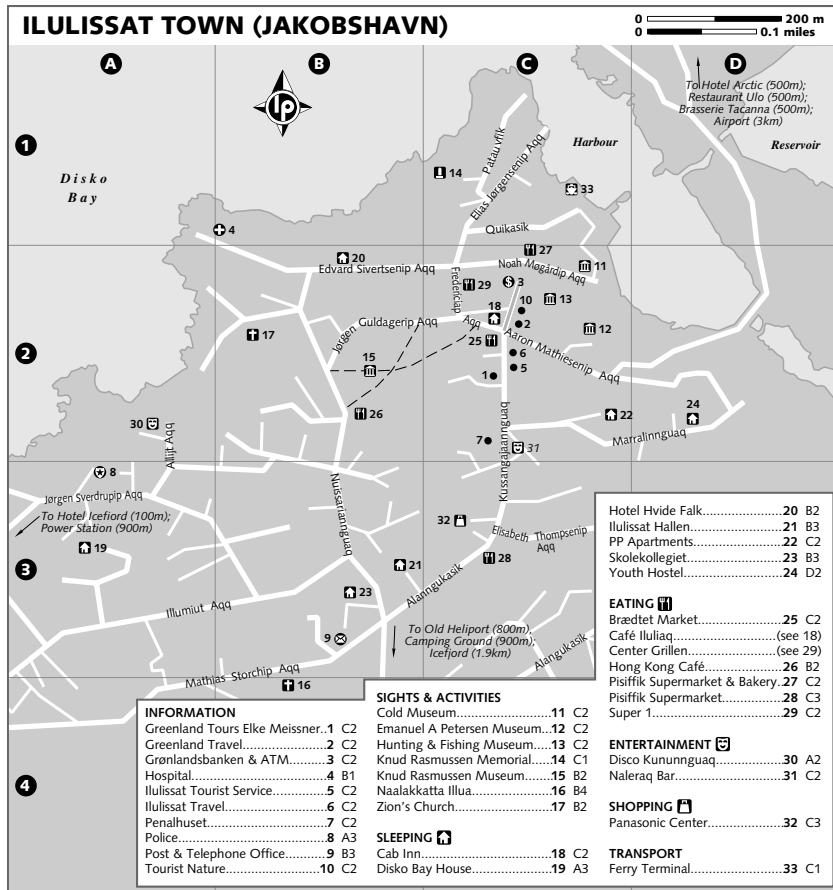 ILULISSAT TOWN (JAKOBSHAVN)
0 200 m
0 0.1 miles
A
B
C
D
lp
1
2
3
4
To Hotel Arctic (500m);
Restaurant Ulo (500m);
Brasserie Tacanna (500m);
Airport (3km)
Harbour
Reservoir
Disko
Bay
Patauvfik
Elias Jørgensenip Aqq
14
33
4
Quikasik
20
27
Edvard Sivertsenip Aqq
Noah Møgårdip Aqq
11
Fredericiap
Aqq
29
3
18
10
13
2
12
Jørgen Guldagerip Aqq
Aaron Mathiesenip Aqq
17
25
15
6
5
1
26
22
24
30
Allijt Aqq
7
31
Marralinnguaq
Kussangajaannguaq
8
Jørgen Sverdrupip Aqq
To Hotel Icefiord (100m);
Power Station (900m)
Nuissariannguaq
32
Elisabeth Thompsenip
Aqq
19
21
28
23
Alanngukasik
Illumiut Aqq
9
To Old Heliport (800m);
Camping Ground (900m);
Icefjord (1.9km)
Alangukasik
Mathias Storchip Aqq
16
INFORMATION
Greenland Tours Elke Meissner..1 C2
Greenland Travel..........................2 C2
Grønlandsbanken & ATM............3 C2
Hospital.......................................4 B1
Ilulissat Tourist Service.................5 C2
Ilulissat Travel..............................6 C2
Penalhuset...................................7 C2
Police...........................................8 A3
Post & Telephone Office..............9 B3
Tourist Nature............................10 C2
SIGHTS & ACTIVITIES
Cold Museum............................11 C2
Emanuel A Petersen Museum...12 C2
Hunting & Fishing Museum......13 C2
Knud Rasmussen Memorial......14 C1
Knud Rasmussen Museum........15 B2
Naalakkatta Illua.......................16 B4
Zion's Church............................17 B2
SLEEPING
Cab Inn.....................................18 C2
Disko Bay House.......................19 A3
Hotel Hvide Falk........................20 B2
Ilulissat Hallen...........................21 B3
PP Apartments..........................22 C2
Skolekollegiet............................23 B3
Youth Hostel.............................24 D2
EATING
Brædtet Market.........................25 C2
Café Iluliaq............................(see 18)
Center Grillen.......................(see 29)
Hong Kong Café.......................26 B2
Pisiffik Supermarket & Bakery..27 C2
Pisiffik Supermarket..................28 C3
Super 1.....................................29 C2
ENTERTAINMENT
Disco Kununnguaq...................30 A2
Naleraq Bar...............................31 C2
SHOPPING
Panasonic Center......................32 C3
TRANSPORT
Ferry Terminal..........................33 C1